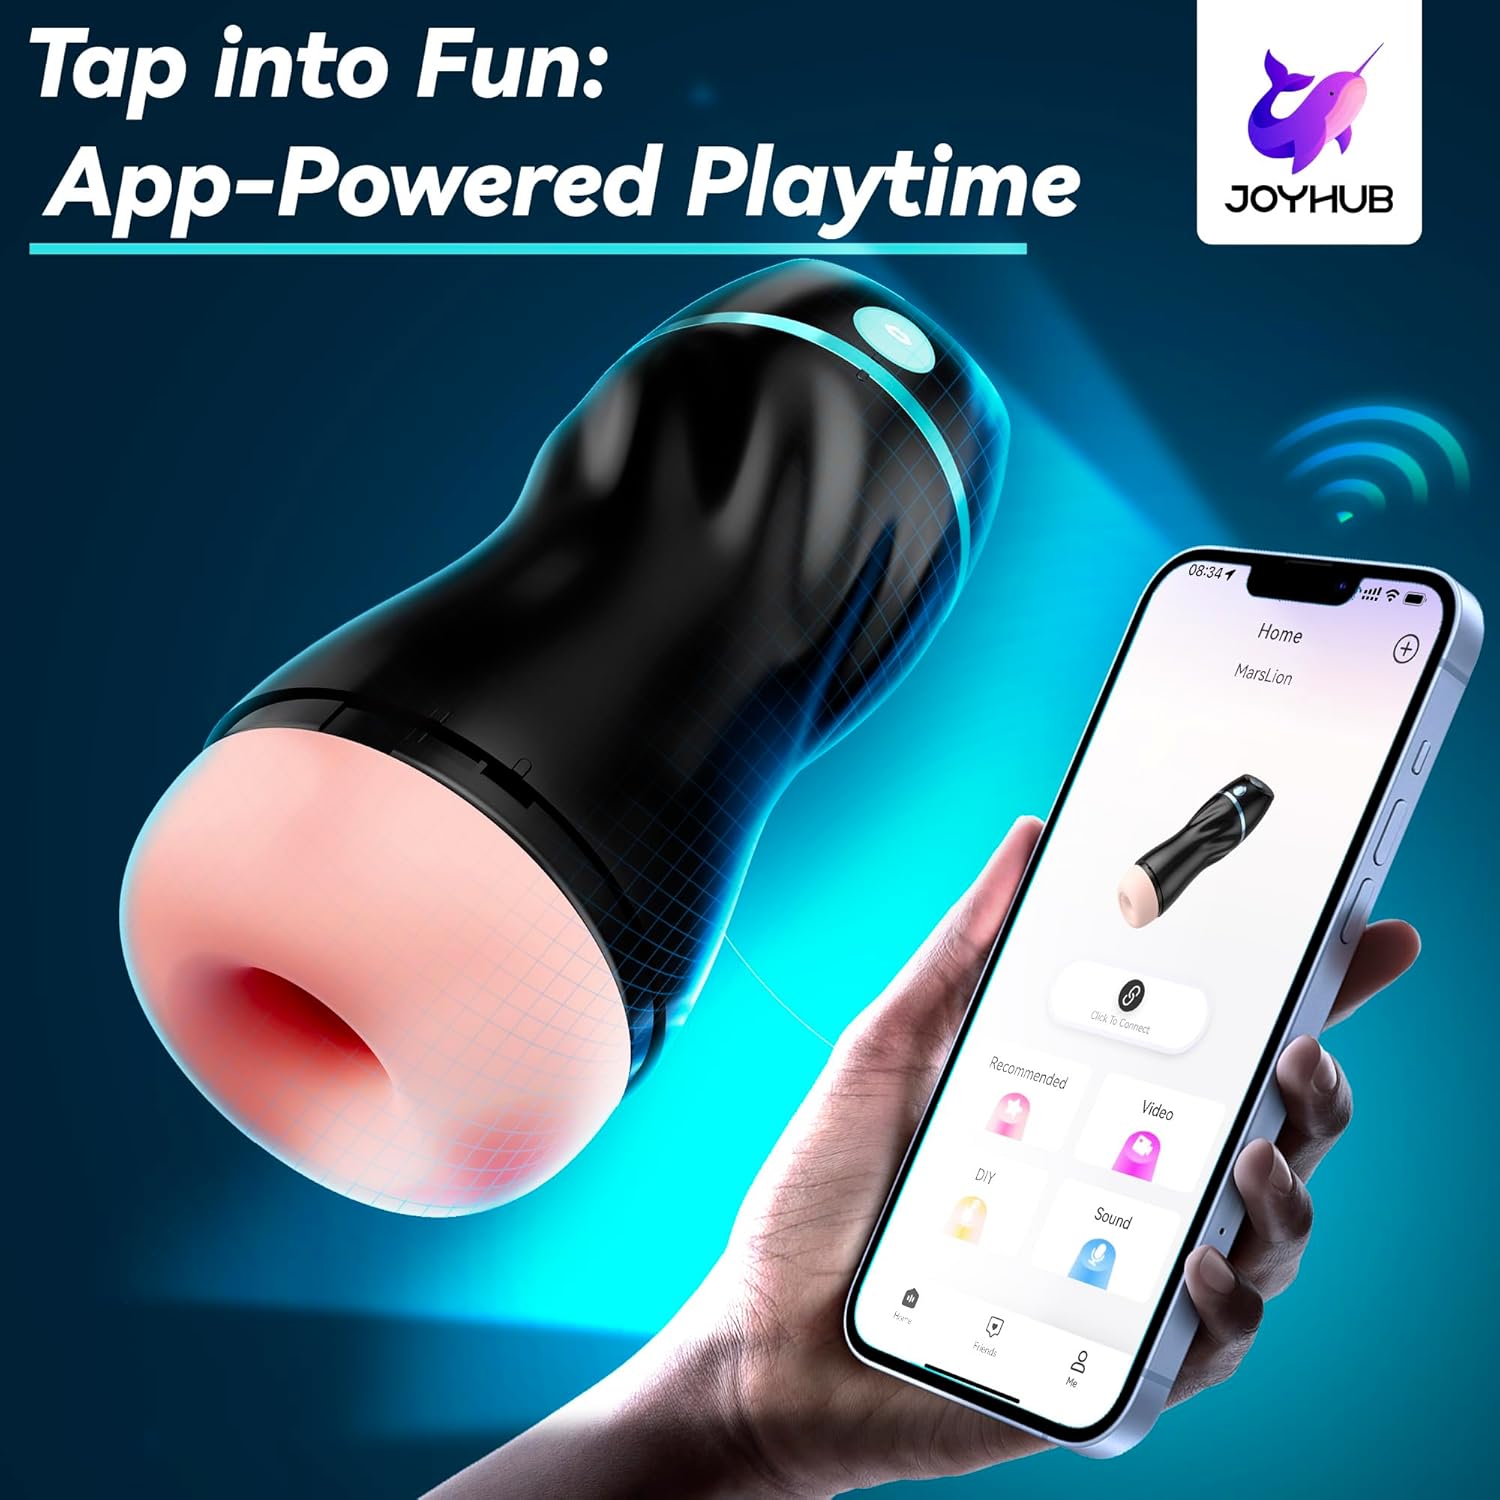 Tap into Fun:
App-Powered Playtime
JOYHUB
08:34
Home
MarsLion
Click To Connect
Recommended
Video
DIY
Sound
Home
Friends
Me